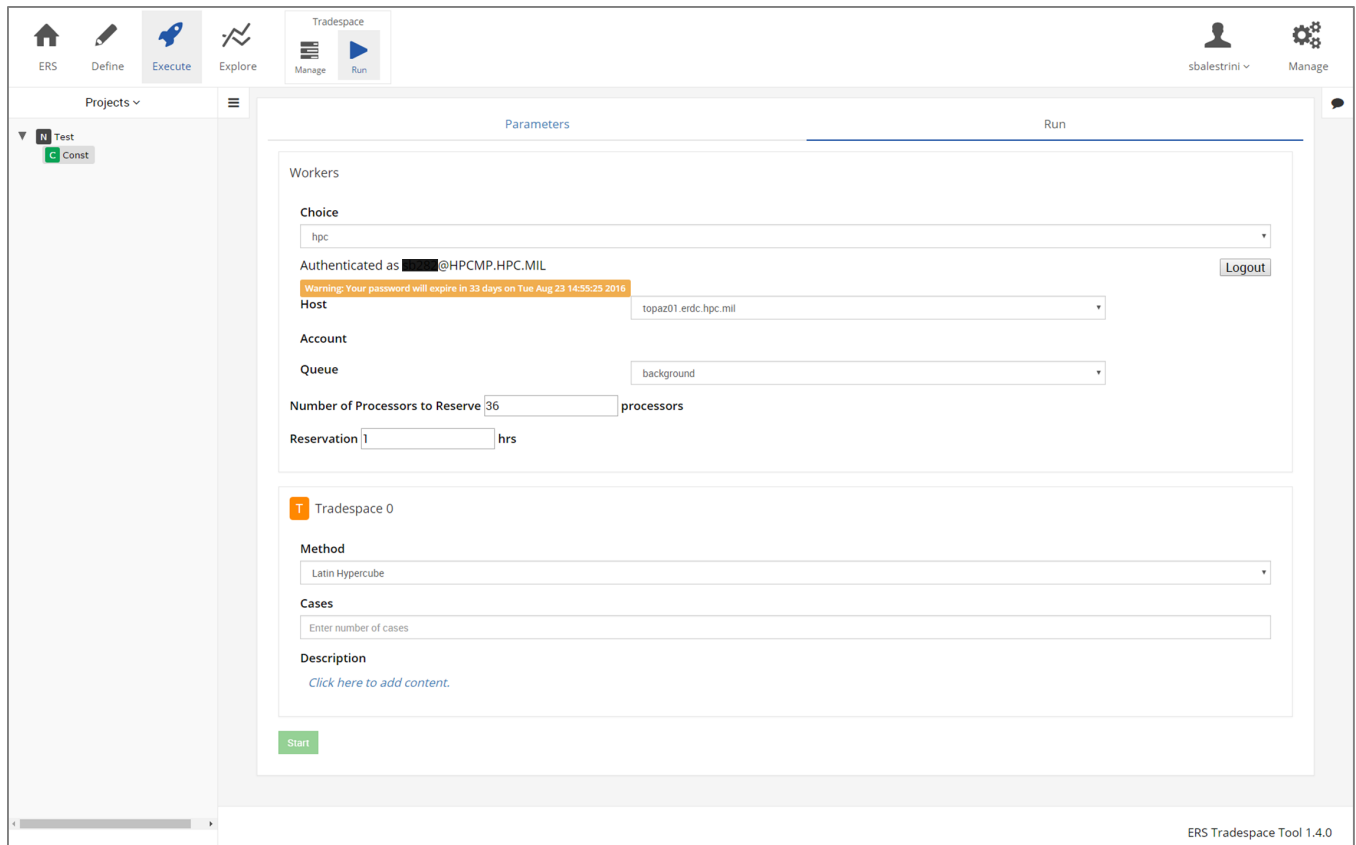 Tradespace
ERS Define Execute Explore Manage Run sbalestrini Manage
Projects
N Test
C Const
Parameters Run
Workers
Choice
hpc
Authenticated as @HPCMP.HPC.MIL Logout
Warning: Your password will expire in 33 days on Tue Aug 23 14:55:25 2016
Host topaz01.erdc.hpc.mil
Account
Queue background
Number of Processors to Reserve 36 processors
Reservation 1 hrs
T Tradespace 0
Method
Latin Hypercube
Cases
Enter number of cases
Description
Click here to add content.
Start
ERS Tradespace Tool 1.4.0